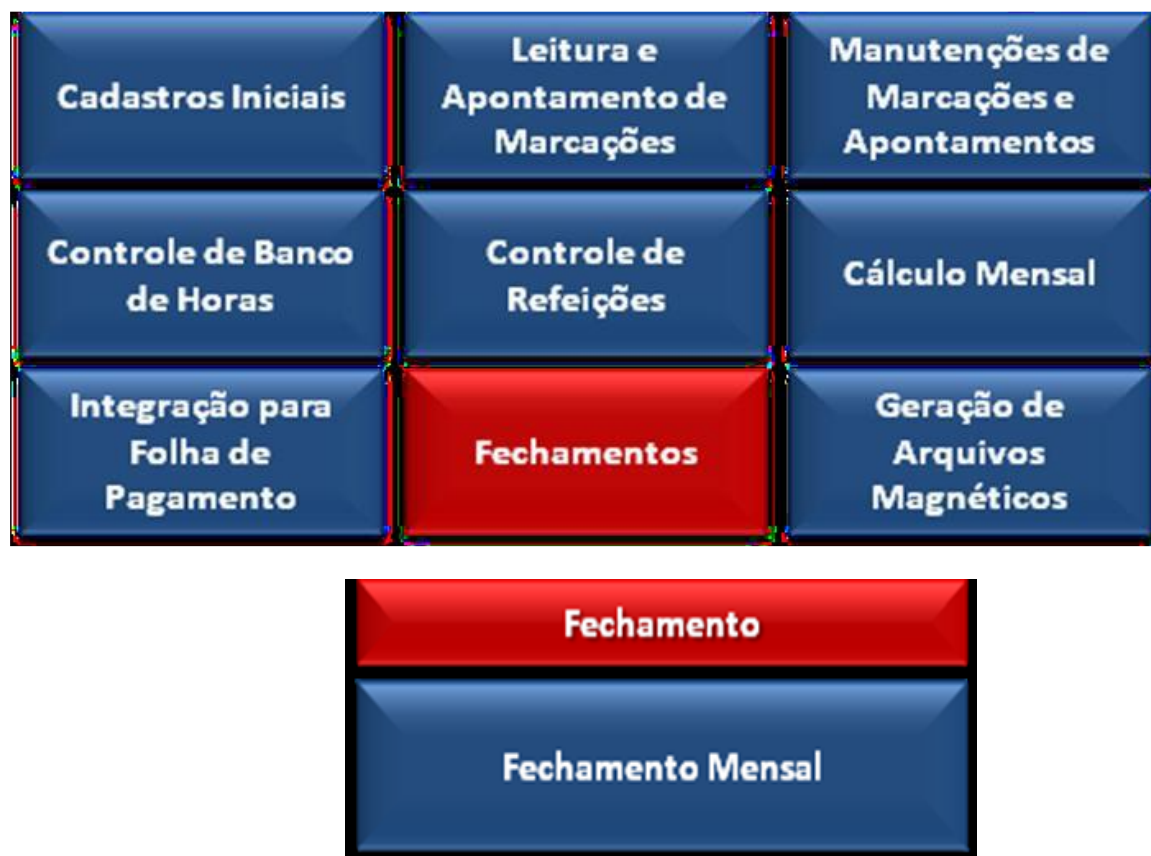 Cadastros Iniciais
Leitura e
Apontamento de
Marcações
Manutenções de
Marcações e
Apontamentos
Controle de Banco
de Horas
Controle de
Refeições
Cálculo Mensal
Integração para
Folha de
Pagamento
Fechamentos
Geração de
Arquivos
Magnéticos
Fechamento
Fechamento Mensal